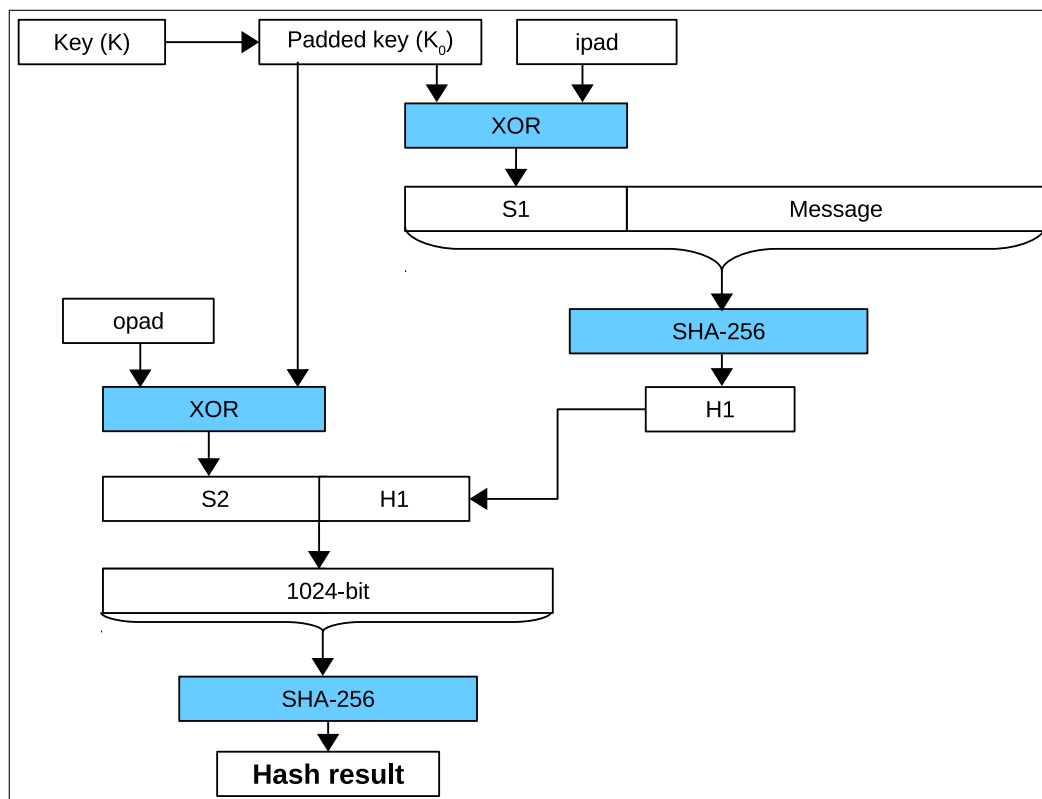 Key (K)
Padded key (K₀)
ipad
XOR
S1
Message
opad
SHA-256
XOR
H1
S2
H1
1024-bit
SHA-256
Hash result